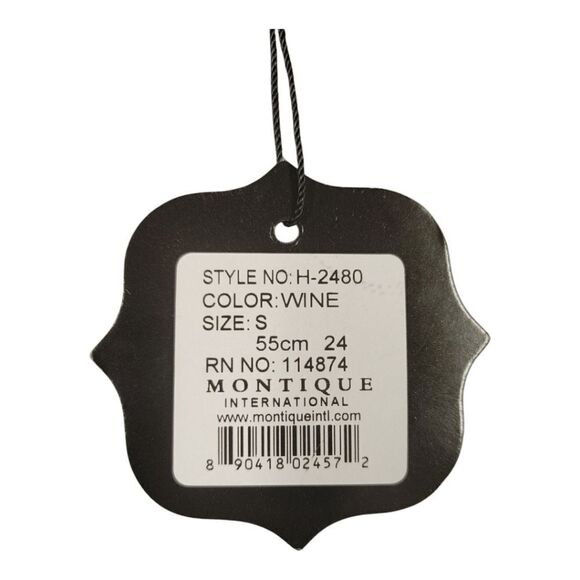 STYLE NO: H-2480
COLOR: WINE
SIZE: S
55cm 24
RN NO: 114874
MONTIQUE
INTERNATIONAL
www.montiqueintl.com
8 90418 02457 2